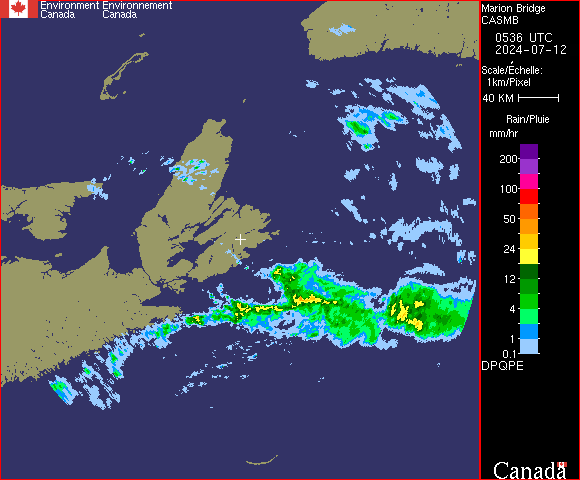 Environment Environnement
Canada Canada
Marion Bridge
CASMB
0536 UTC
2024-07-12
Scale/Échelle:
1km/Pixel
40 KM
Rain/Pluie
mm/hr
200
100
50
24
12
4
1
0.1
DPQPE
Canada